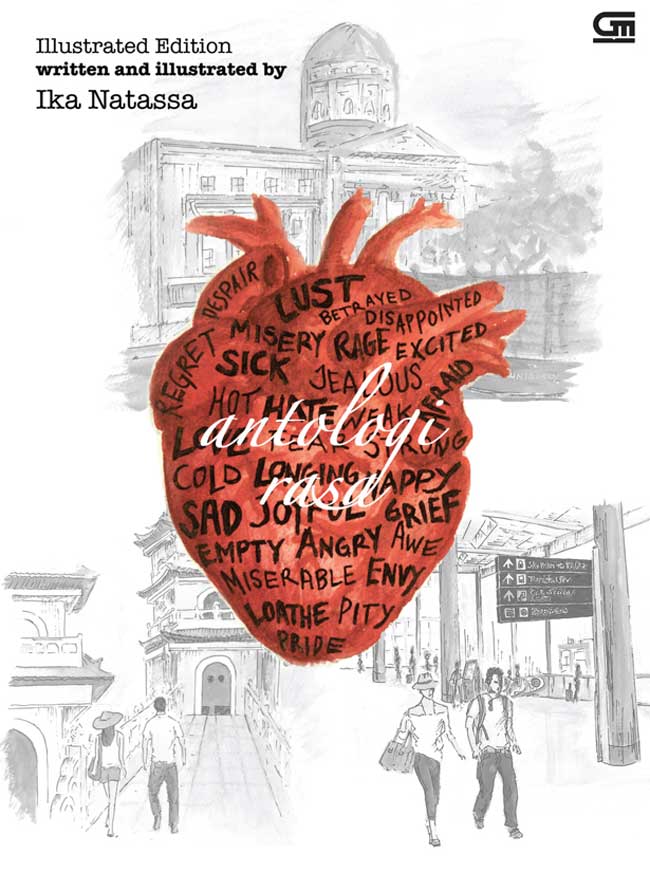 Illustrated Edition
written and illustrated by
Ika Natassa
GM
DESPAIR
LUST
BETRAYED
DISAPPOINTED
REGRET
MISERY
RAGE
EXCITED
SICK
JEALOUS
AFRAID
HOT
HATE
WEAK
antologi
rasa
LOVE
FEAR
STRONG
COLD
LONGING
HAPPY
SAD
JOYFUL
GRIEF
EMPTY
ANGRY
AWE
MISERABLE
ENVY
LOATHE
PITY
PRIDE